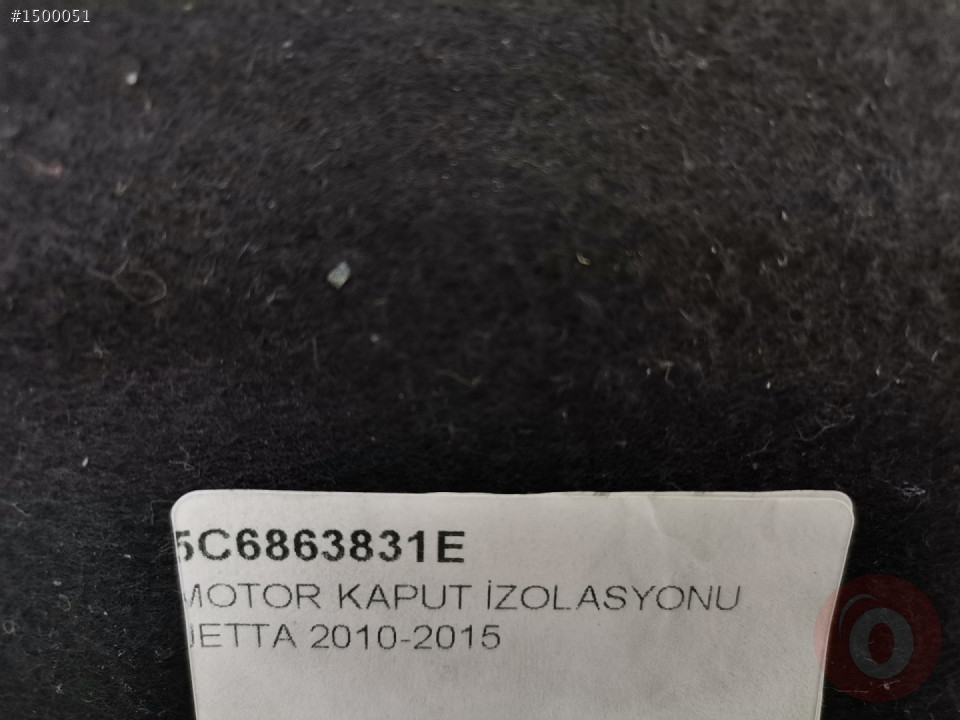 #1500051
5C6863831E
MOTOR KAPUT İZOLASYONU
JETTA 2010-2015